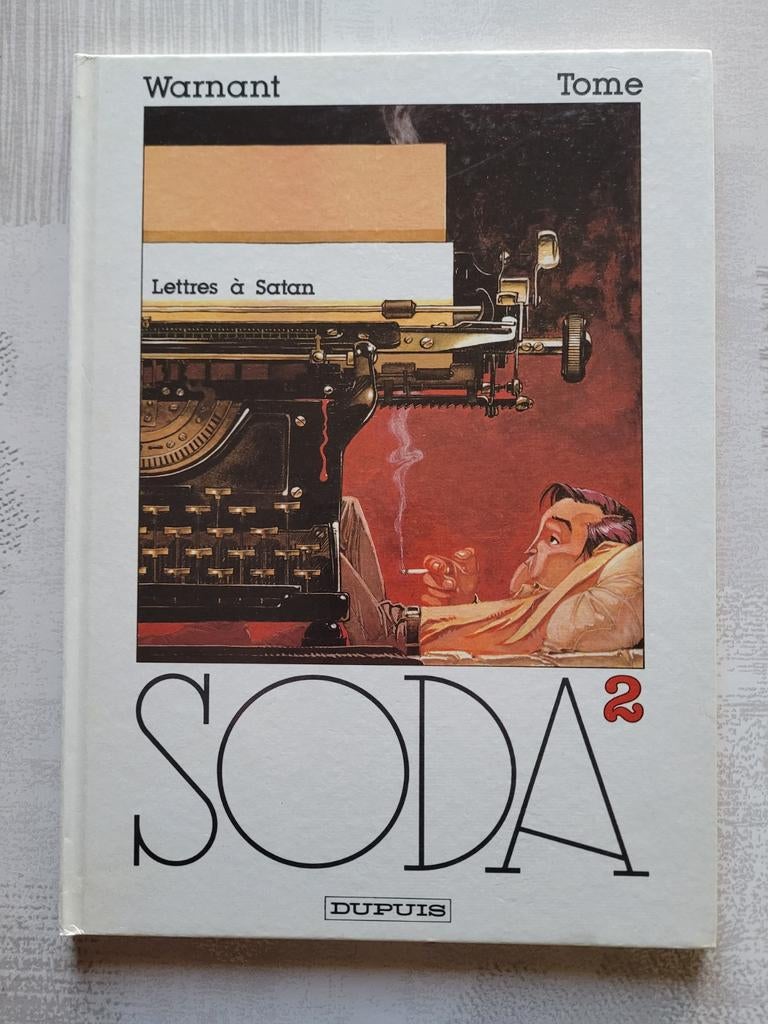 Warnant Tome
Lettres à Satan
SODA 2
DUPUIS